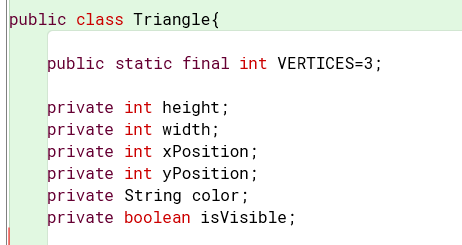 public class Triangle{
public static final int VERTICES=3;
private int height;
private int width;
private int xPosition;
private int yPosition;
private String color;
private boolean isVisible;